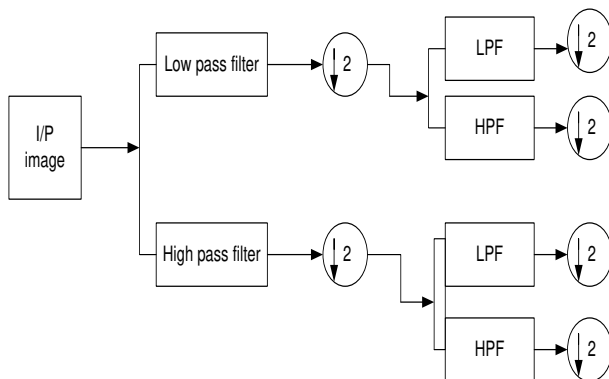 I/P
image
Low pass filter
2
LPF
2
HPF
2
High pass filter
2
LPF
2
HPF
2